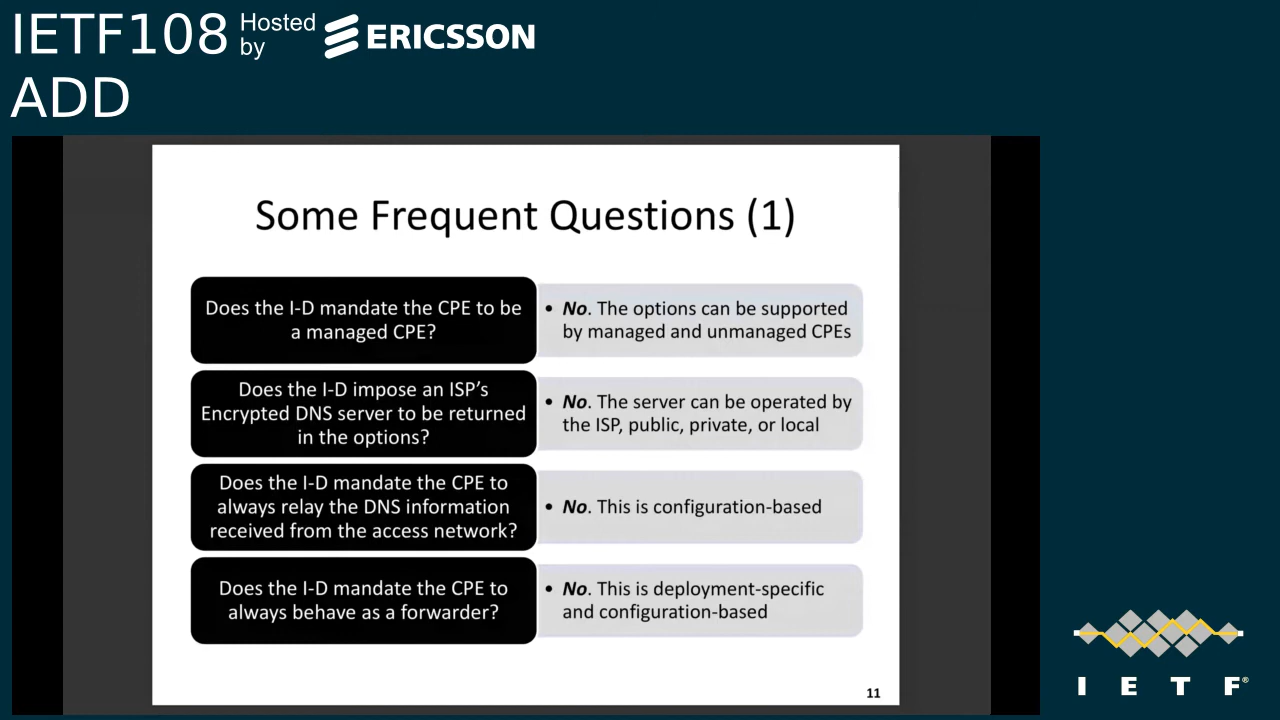 IETF108 Hosted by ERICSSON
ADD
Some Frequent Questions (1)
Does the I-D mandate the CPE to be
a managed CPE?
• No. The options can be supported
by managed and unmanaged CPEs
Does the I-D impose an ISP’s
Encrypted DNS server to be returned
in the options?
• No. The server can be operated by
the ISP, public, private, or local
Does the I-D mandate the CPE to
always relay the DNS information
received from the access network?
• No. This is configuration-based
Does the I-D mandate the CPE to
always behave as a forwarder?
• No. This is deployment-specific
and configuration-based
11
I E T F®